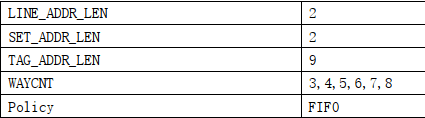 LINE_ADDR_LEN 2
SET_ADDR_LEN 2
TAG_ADDR_LEN 9
WAYCNT 3,4,5,6,7,8
Policy FIFO